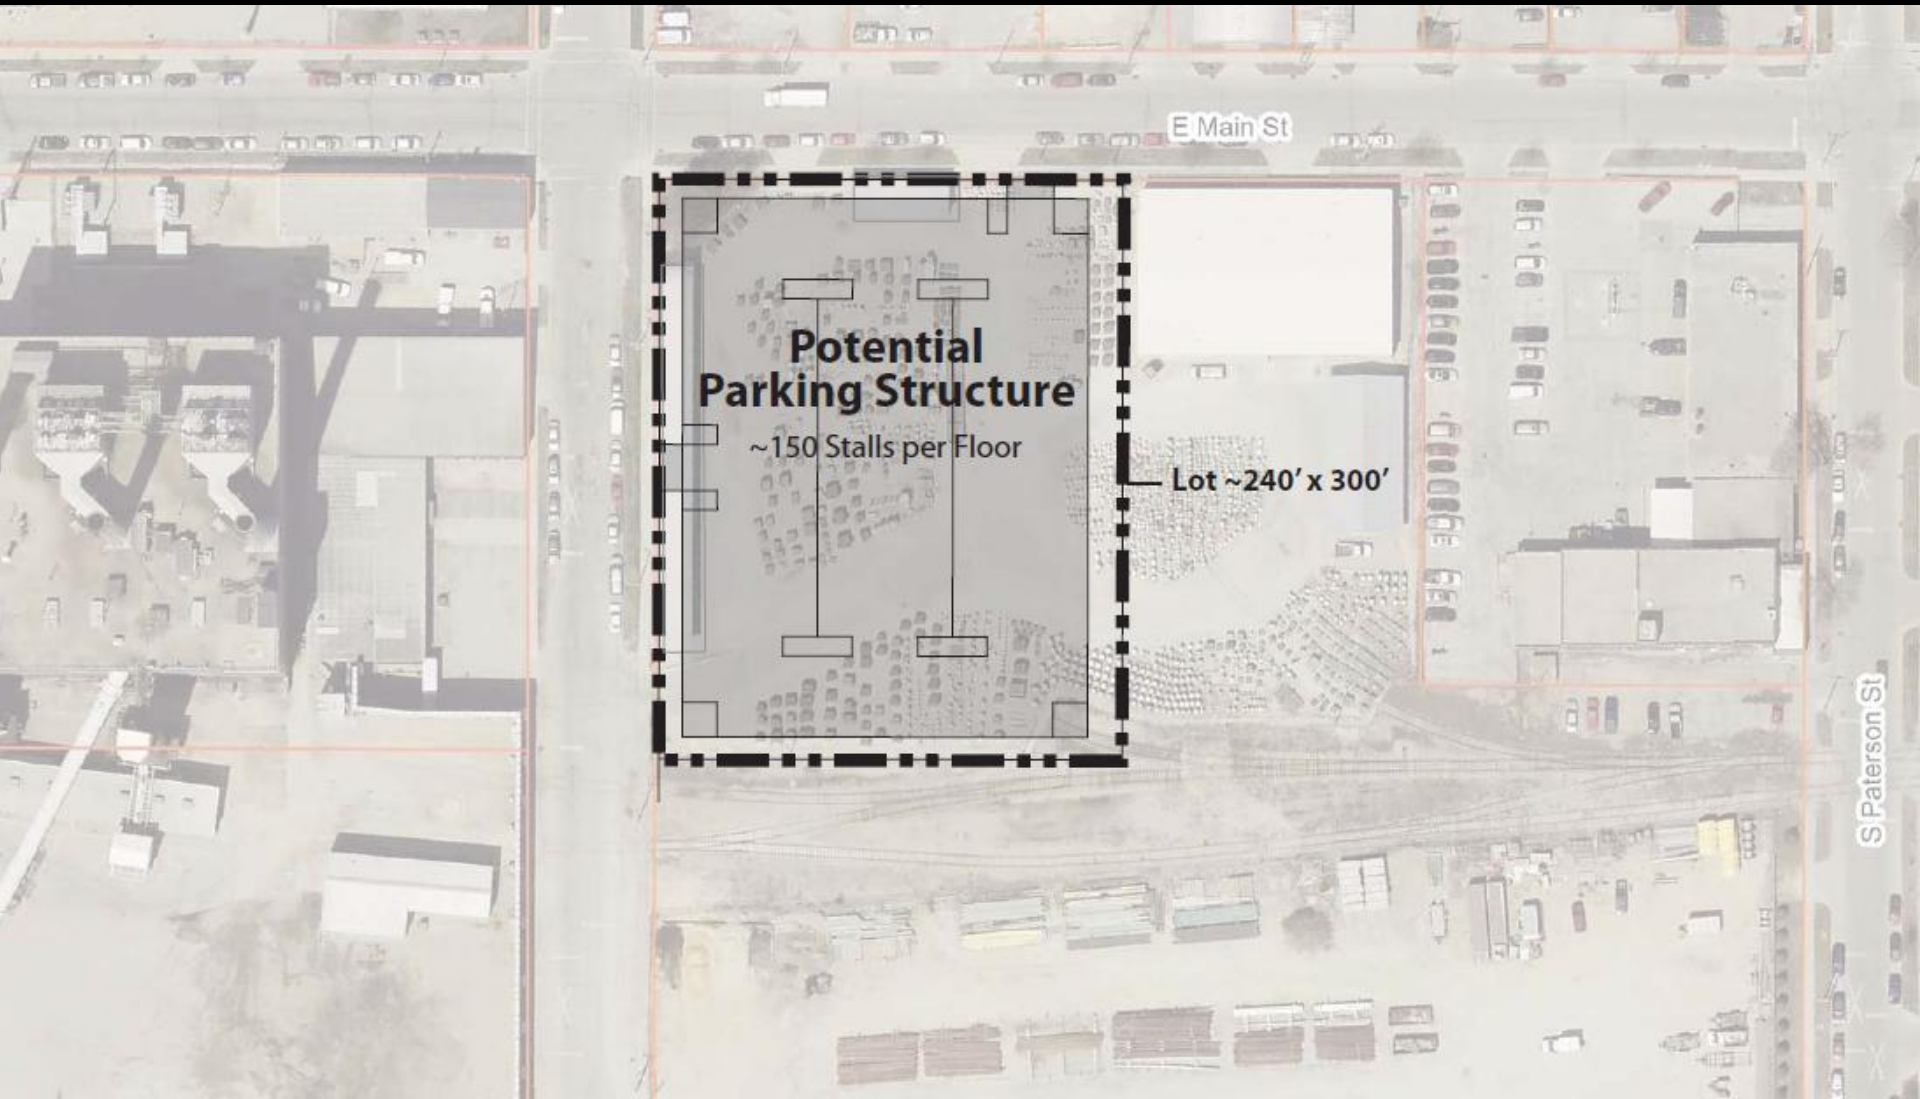 E Main St
Potential
Parking Structure
~150 Stalls per Floor
Lot ~240' x 300'
S Paterson St